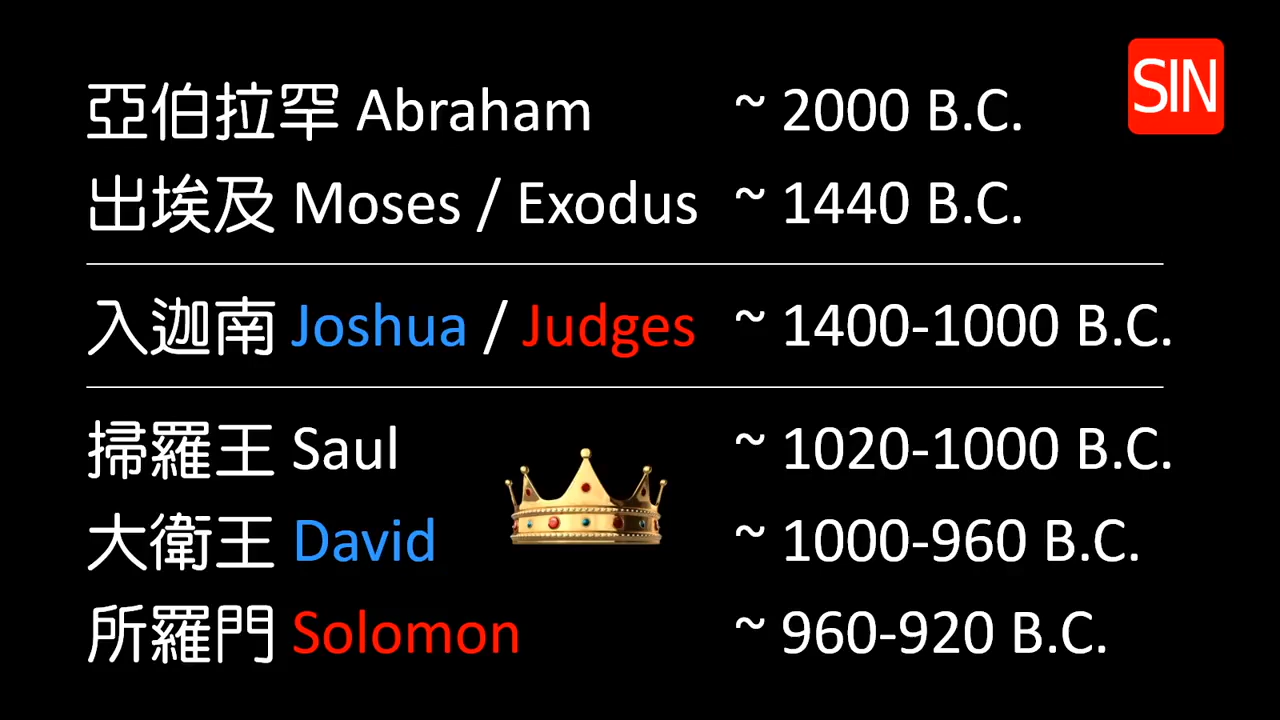 SIN
亞伯拉罕 Abraham ~ 2000 B.C.
出埃及 Moses / Exodus ~ 1440 B.C.
入迦南 Joshua / Judges ~ 1400-1000 B.C.
掃羅王 Saul ~ 1020-1000 B.C.
大衛王 David ~ 1000-960 B.C.
所羅門 Solomon ~ 960-920 B.C.